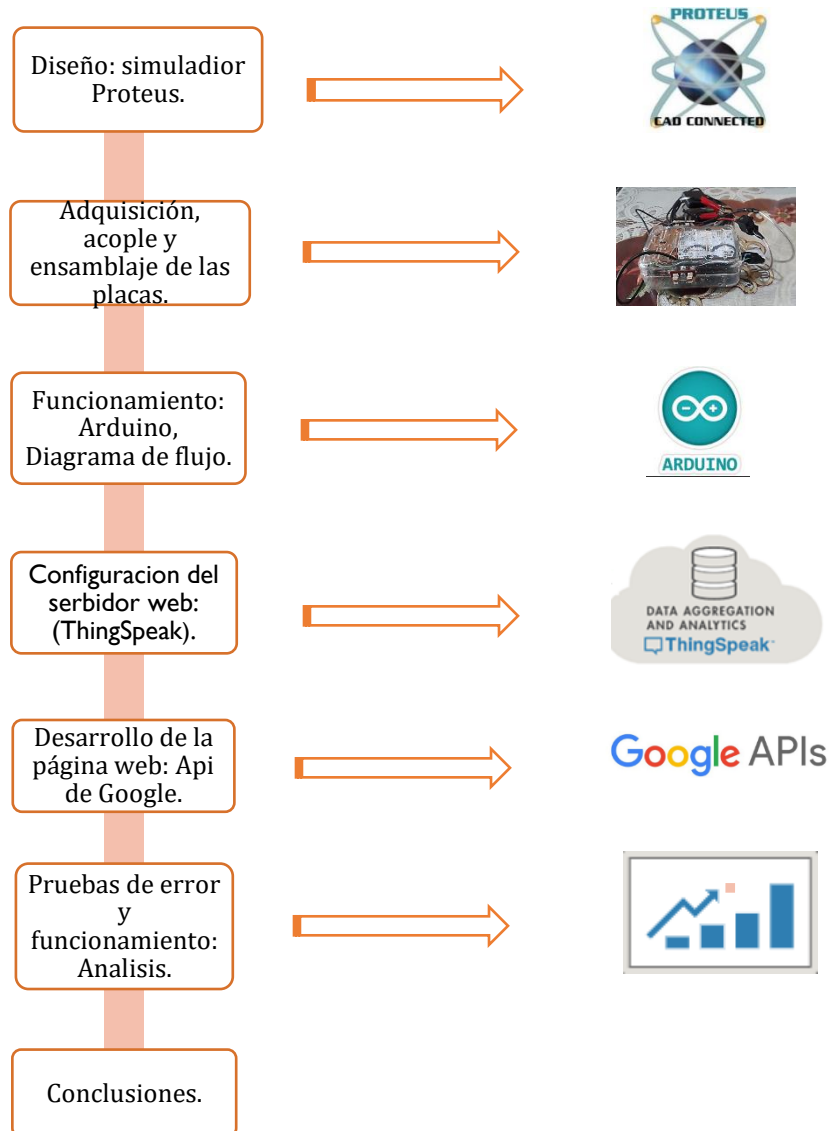 Diseño: simuladior
Proteus.
PROTEUS
CAD CONNECTED
Adquisición,
acople y
ensamblaje de las
placas.
Funcionamiento:
Arduino,
Diagrama de flujo.
ARDUINO
Configuracion del
serbidor web:
(ThingSpeak).
DATA AGGREGATION
AND ANALYTICS
ThingSpeak™
Desarrollo de la
página web: Api
de Google.
Google APIs
Pruebas de error
y
funcionamiento:
Analisis.
Conclusiones.